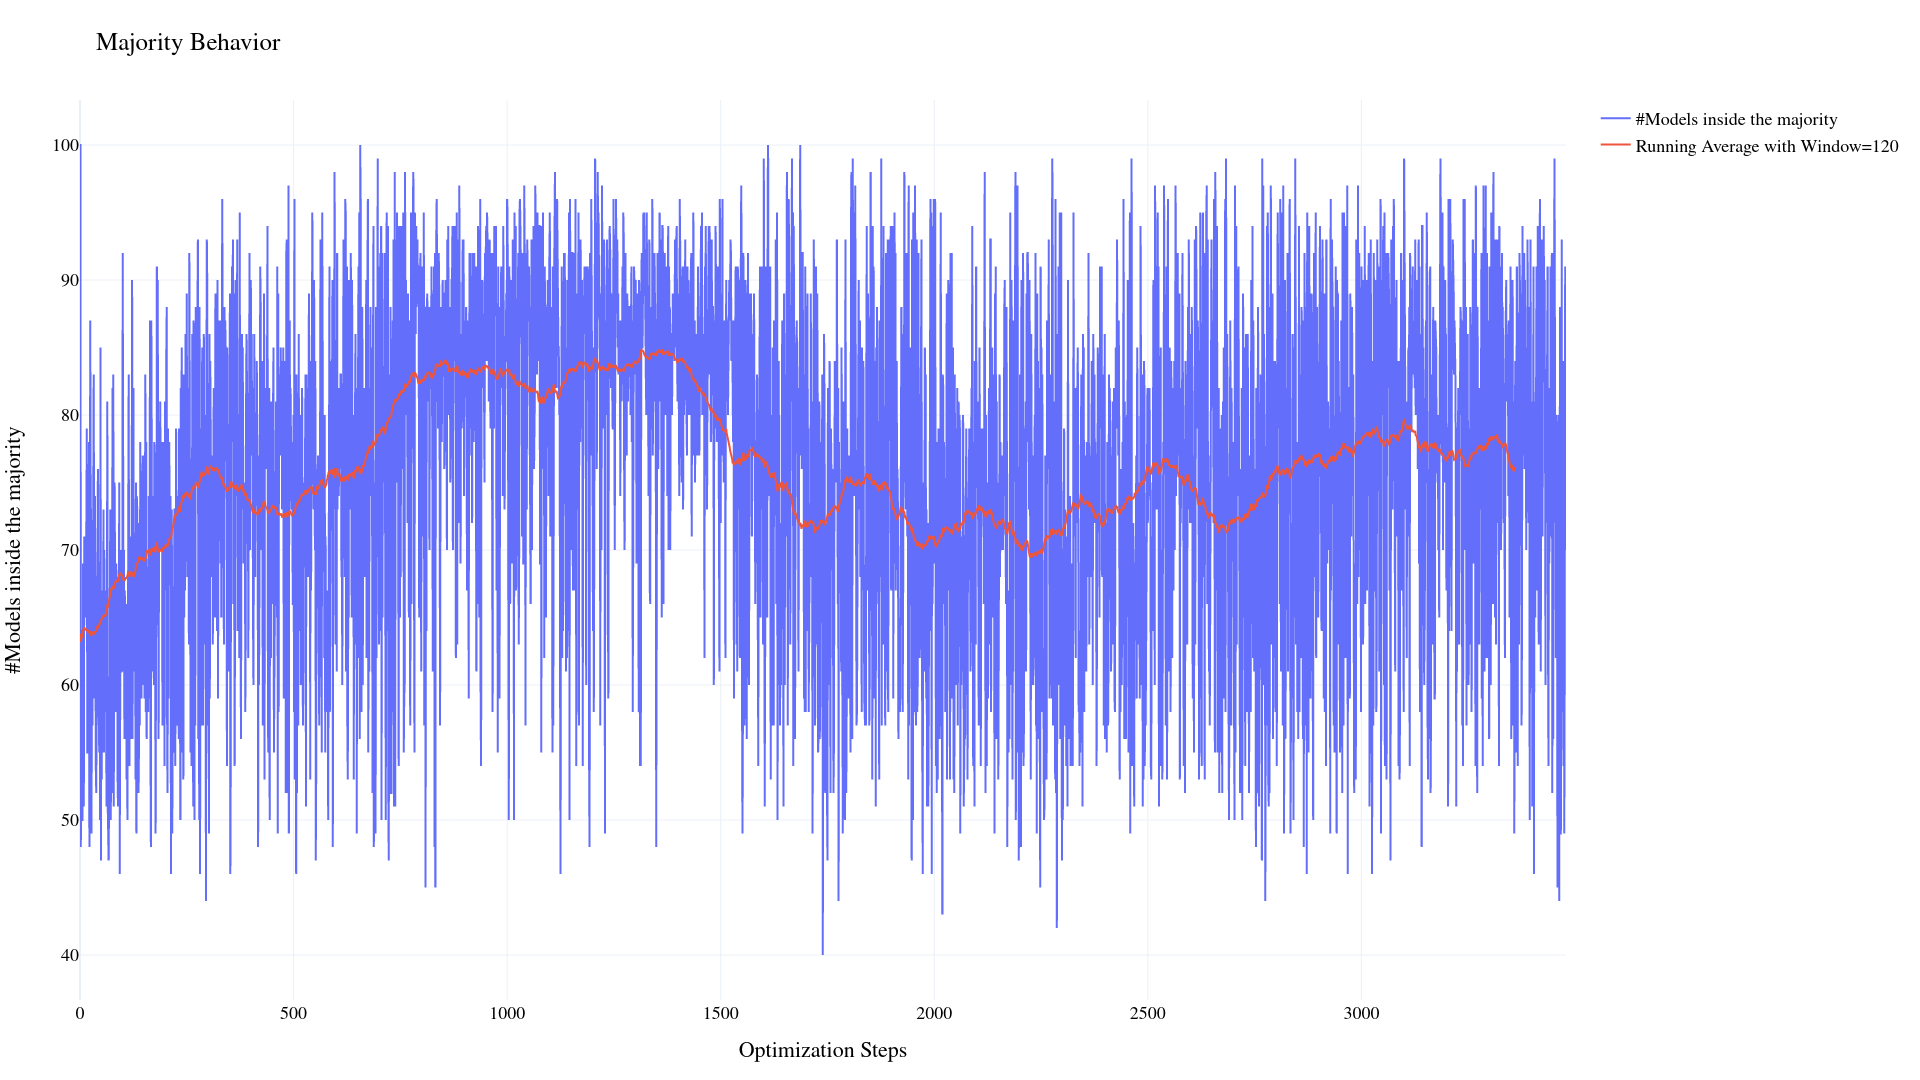 Majority Behavior
#Models inside the majority
Running Average with Window=120
100
90
80
70
60
50
40
#Models inside the majority
0 500 1000 1500 2000 2500 3000
Optimization Steps